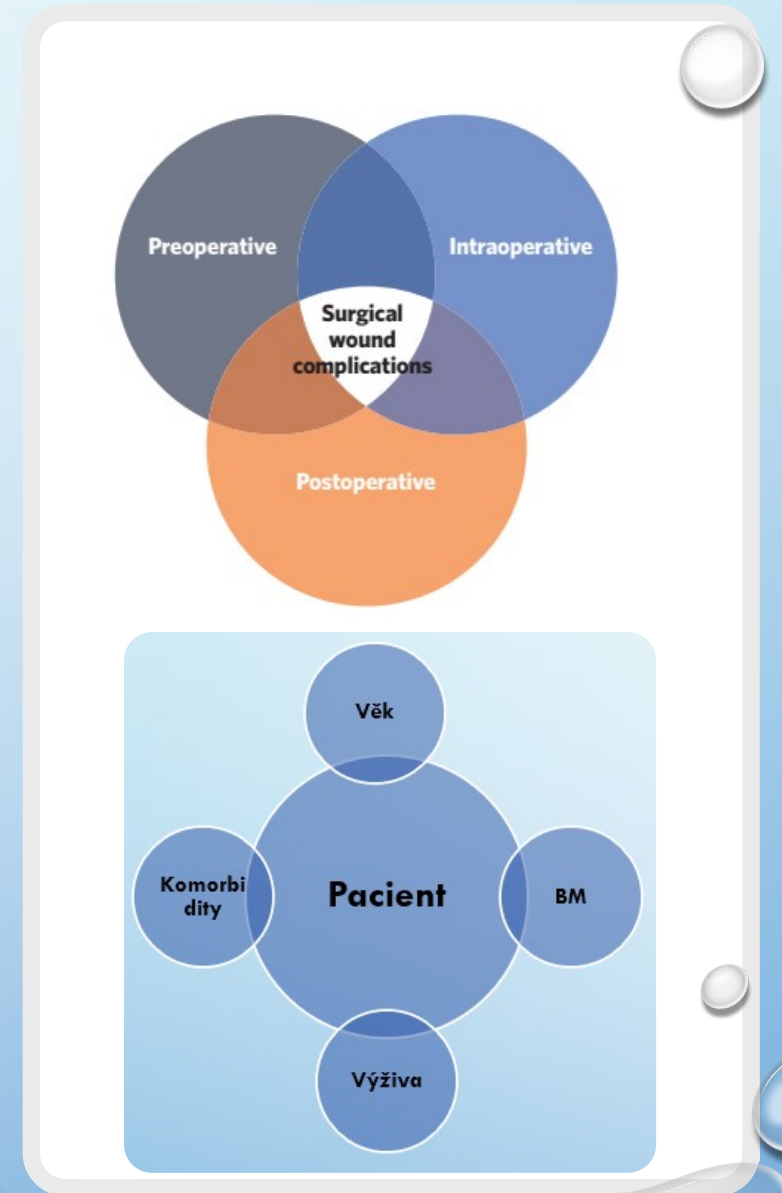 Preoperative
Intraoperative
Surgical
wound
complications
Postoperative
Věk
Komorbi
dity
Pacient
BM
Výživa